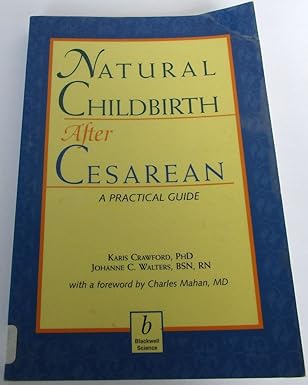 NATURAL
CHILDBIRTH
After
CESAREAN
A PRACTICAL GUIDE
KARIS CRAWFORD, PHD
JOHANNE C. WALTERS, BSN, RN
with a foreword by Charles Mahan, MD
b
Blackwell
Science